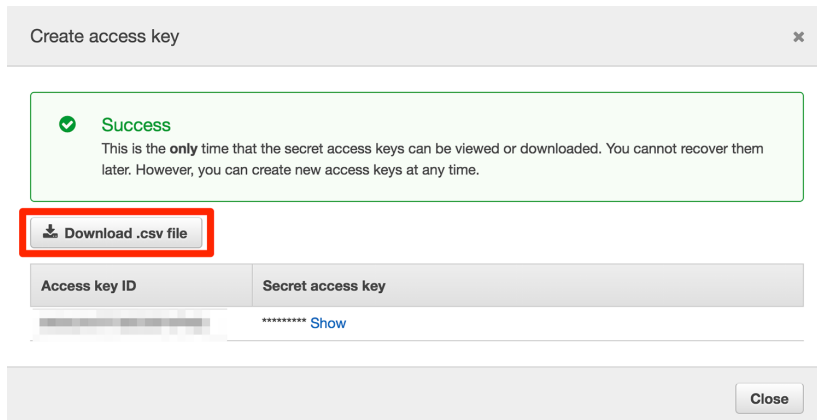 Create access key
Success
This is the only time that the secret access keys can be viewed or downloaded. You cannot recover them
later. However, you can create new access keys at any time.
Download .csv file
Access key ID Secret access key
********* Show
Close